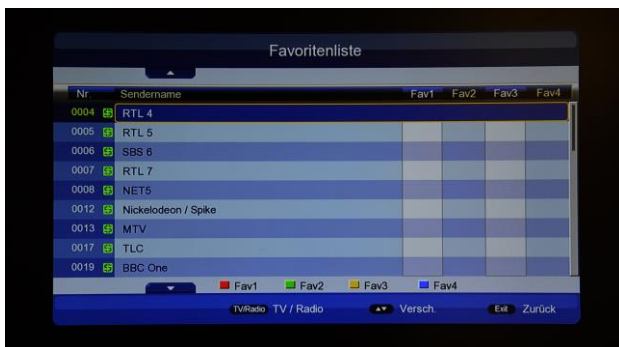 Favoritenliste
Nr. Sendername Fav1 Fav2 Fav3 Fav4
0004 RTL 4
0005 RTL 5
0006 SBS 6
0007 RTL 7
0008 NET5
0012 Nickelodeon / Spike
0013 MTV
0017 TLC
0019 BBC One
Fav1 Fav2 Fav3 Fav4
TV/Radio TV / Radio Versch. Exit Zurück